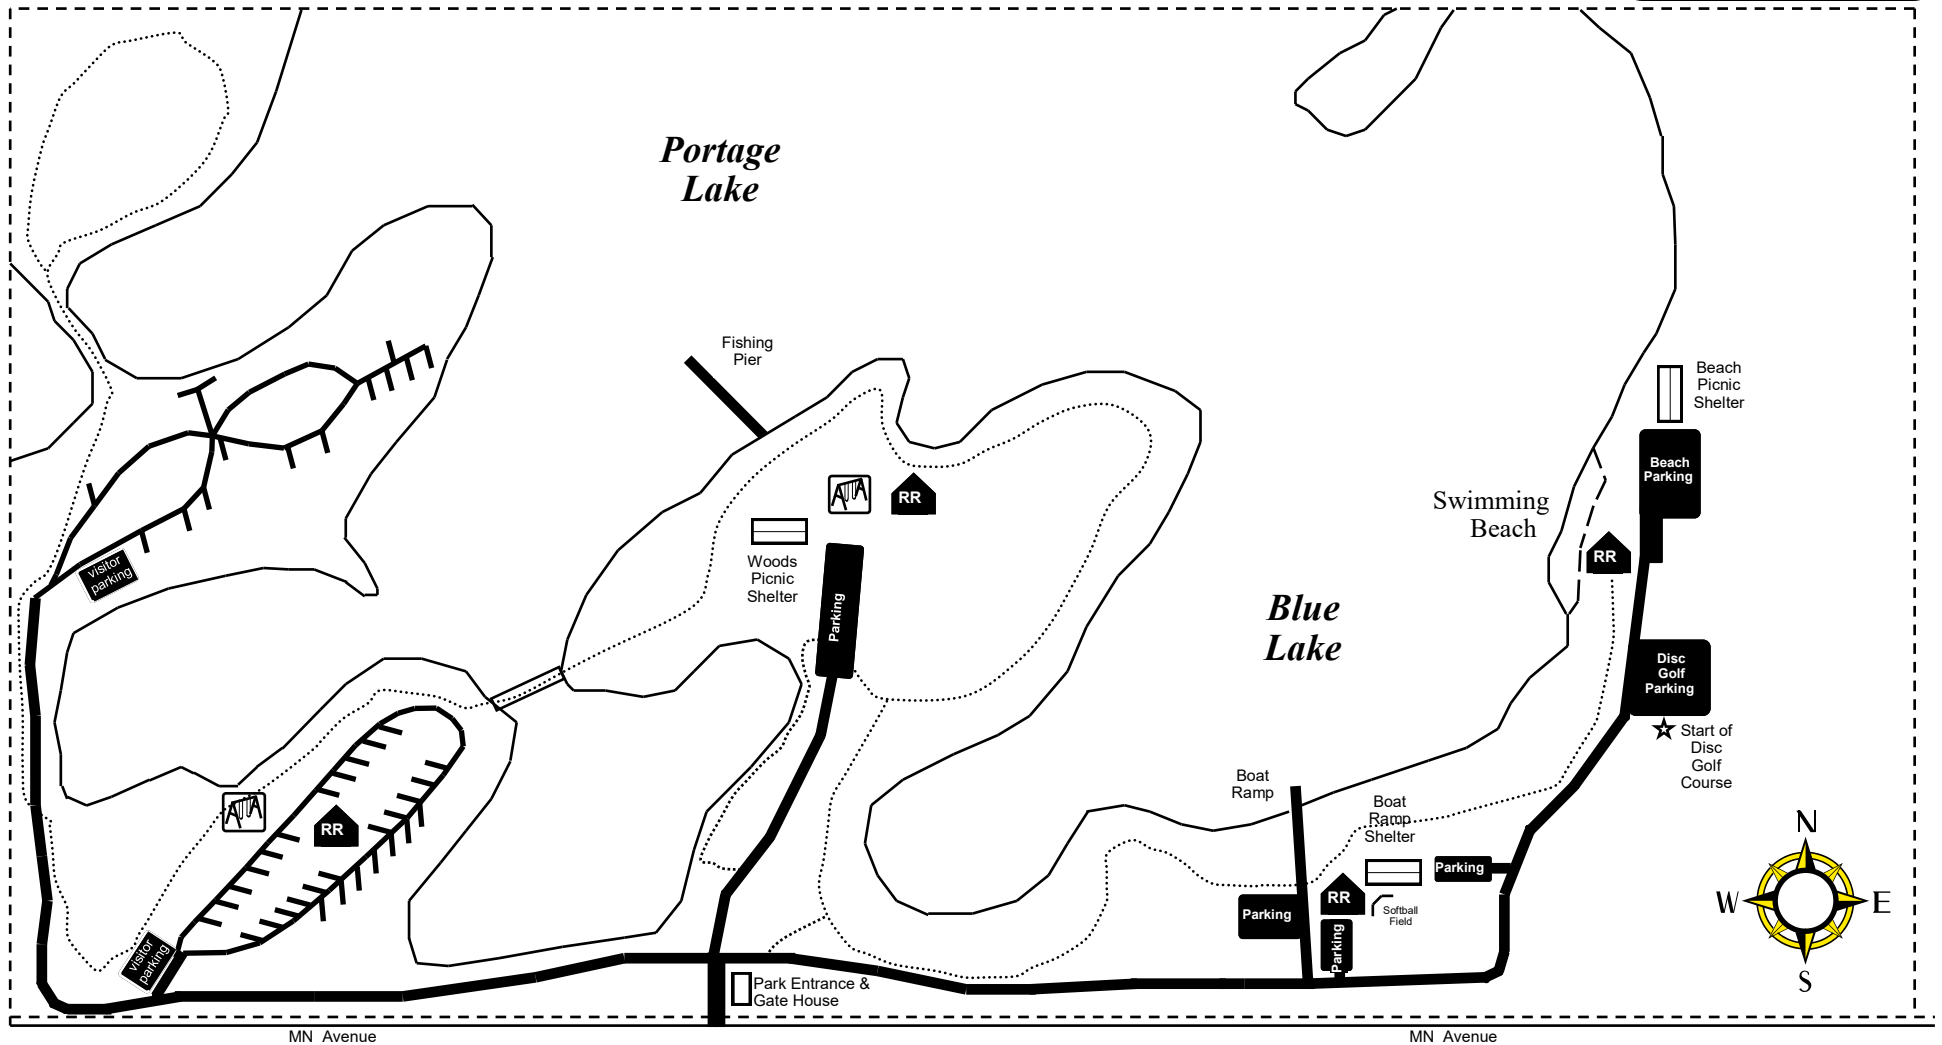 Portage
Lake
Fishing
Pier
Beach
Picnic
Shelter
Beach
Parking
Swimming
Beach
RR
RR
Woods
Picnic
Shelter
visitor
parking
Parking
Blue
Lake
Disc
Golf
Parking
Start of
Disc
Golf
Course
Boat
Ramp
Boat
Ramp
Shelter
RR
Parking
RR
Softball
Field
Parking
Parking
N
W
E
S
visitor
parking
Park Entrance &
Gate House
MN Avenue
MN Avenue